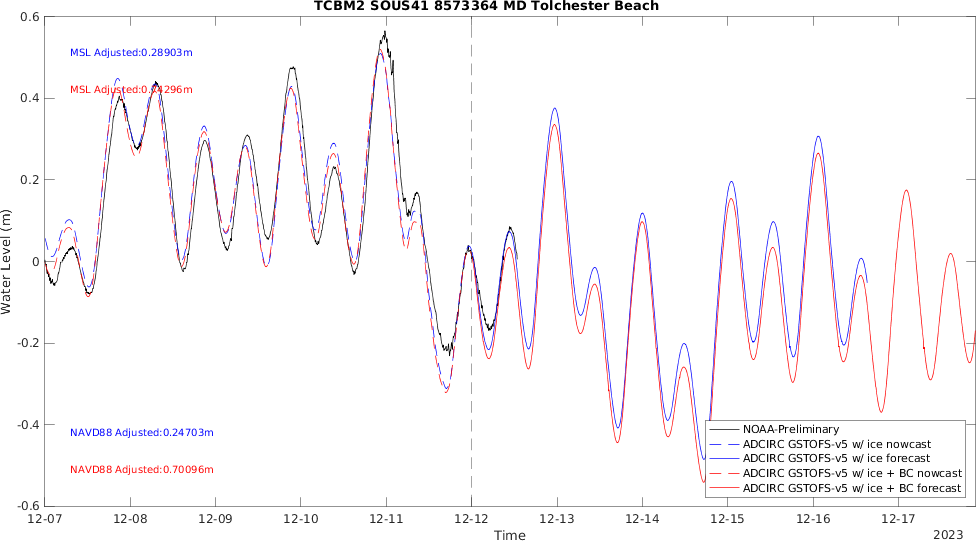 TCBM2 SOUS41 8573364 MD Tolchester Beach
0.6
0.4
0.2
0
-0.2
-0.4
-0.6
Water Level (m)
MSL Adjusted:0.28903m
MSL Adjusted:0.4296m
NAVD88 Adjusted:0.24703m
NAVD88 Adjusted:0.70096m
NOAA-Preliminary
ADCIRC GSTOFS-v5 w/ ice nowcast
ADCIRC GSTOFS-v5 w/ ice forecast
ADCIRC GSTOFS-v5 w/ ice + BC nowcast
ADCIRC GSTOFS-v5 w/ ice + BC forecast
12-07 12-08 12-09 12-10 12-11 12-12 12-13 12-14 12-15 12-16 12-17
Time
2023